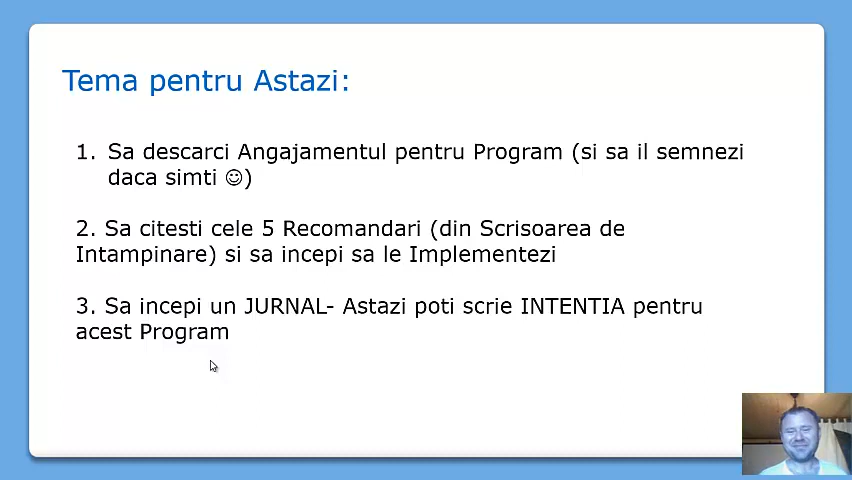 Tema pentru Astazi:
1. Sa descarci Angajamentul pentru Program (si sa il semnezi
daca simti ☺)
2. Sa citesti cele 5 Recomandari (din Scrisoarea de
Intampinare) si sa incepi sa le Implementezi
3. Sa incepi un JURNAL- Astazi poti scrie INTENTIA pentru
acest Program